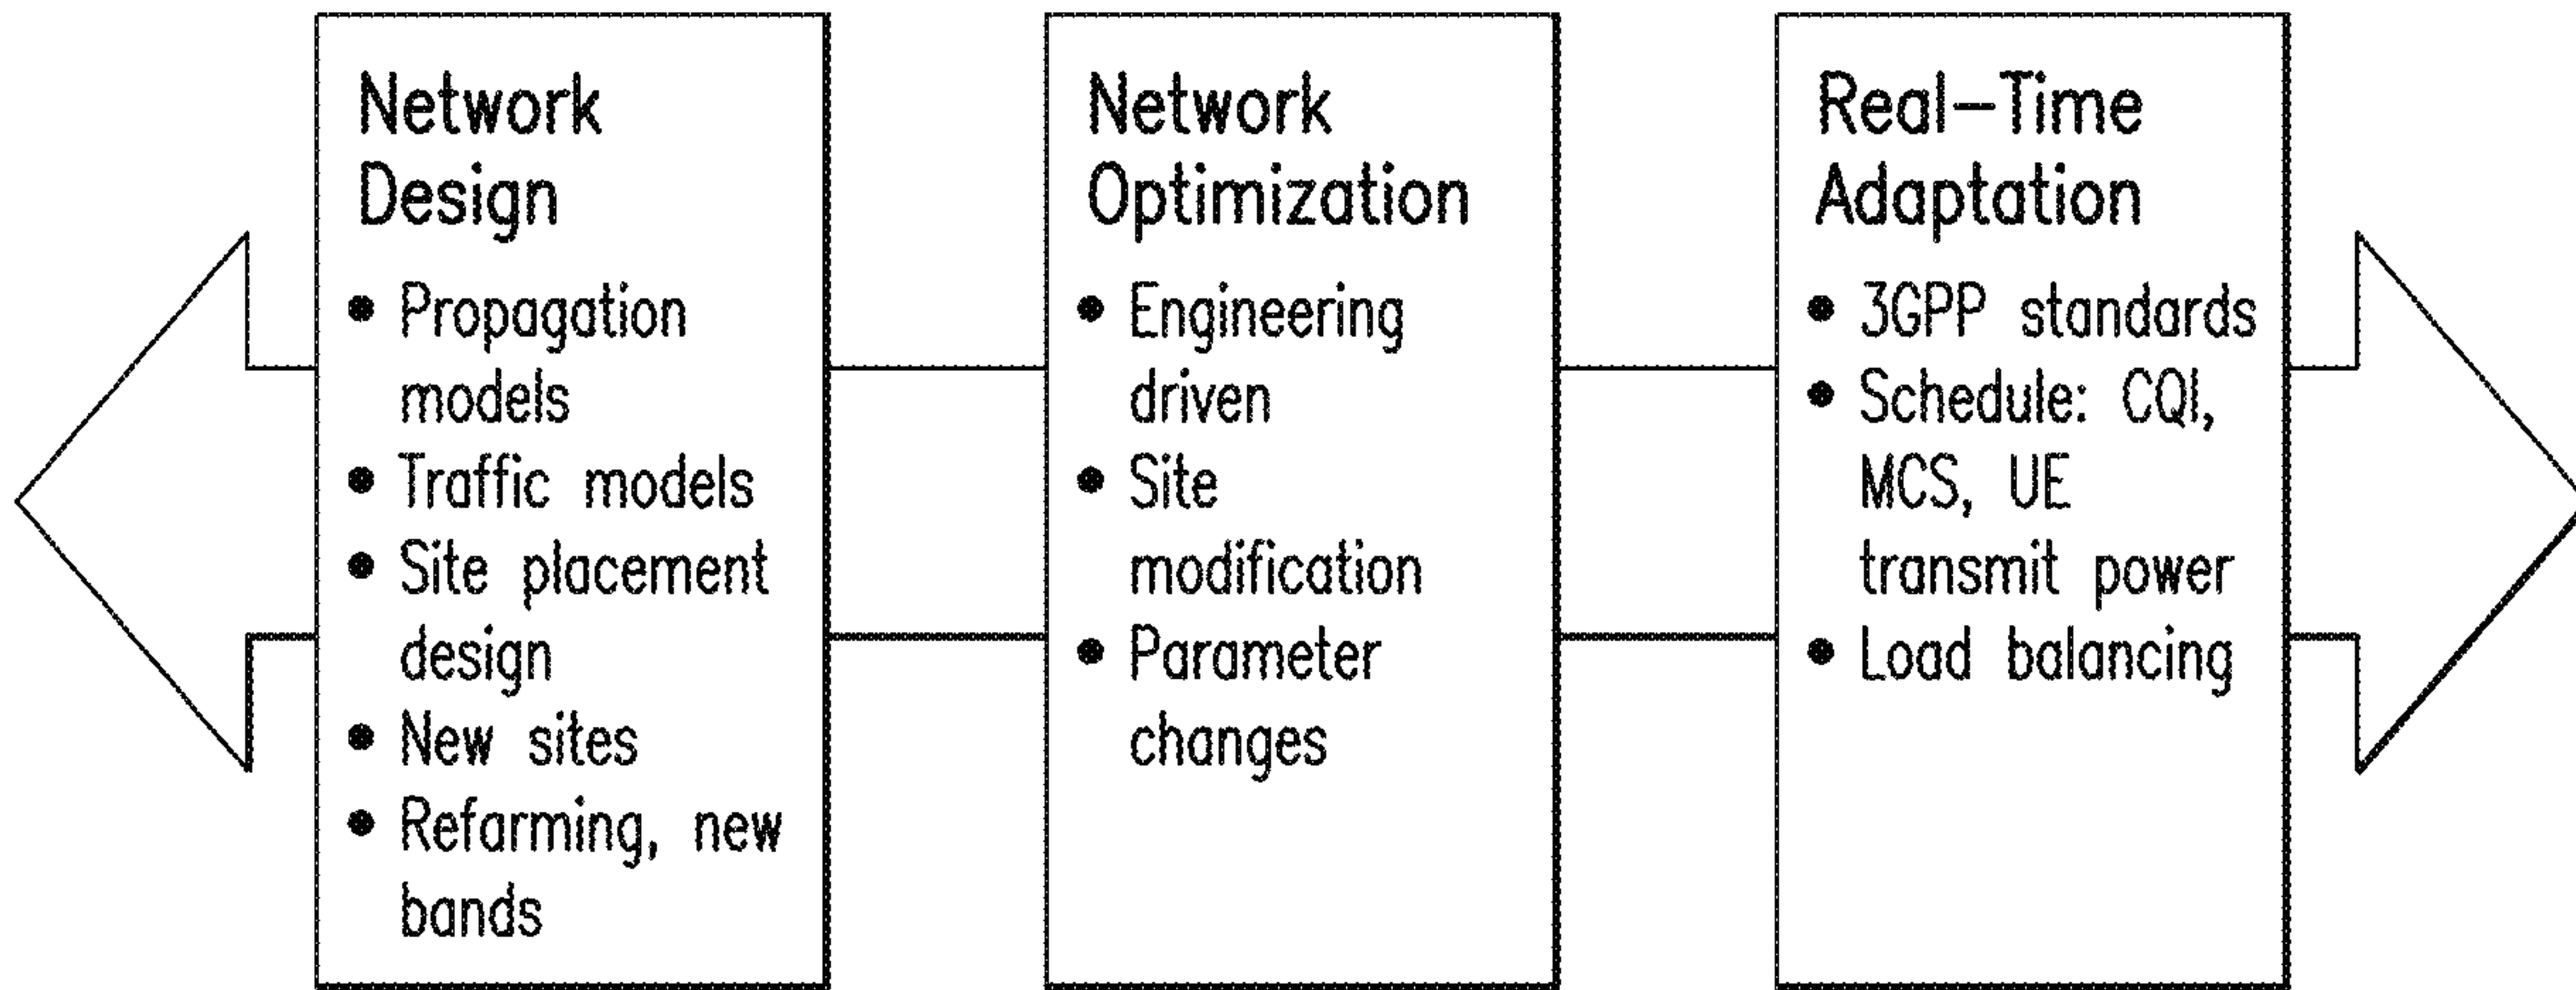 Network
Design
• Propagation
models
• Traffic models
• Site placement
design
• New sites
• Refarming, new
bands
Network
Optimization
• Engineering
driven
• Site
modification
• Parameter
changes
Real-Time
Adaptation
• 3GPP standards
• Schedule: CQI,
MCS, UE
transmit power
• Load balancing